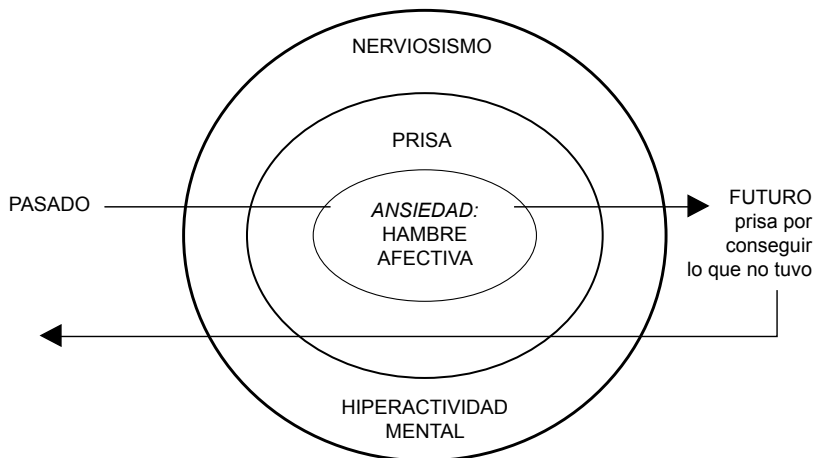 NERVIOSISMO
PRISA
PASADO
ANSIEDAD:
HAMBRE
AFECTIVA
FUTURO
prisa por
conseguir
lo que no tuvo
HIPERACTIVIDAD
MENTAL